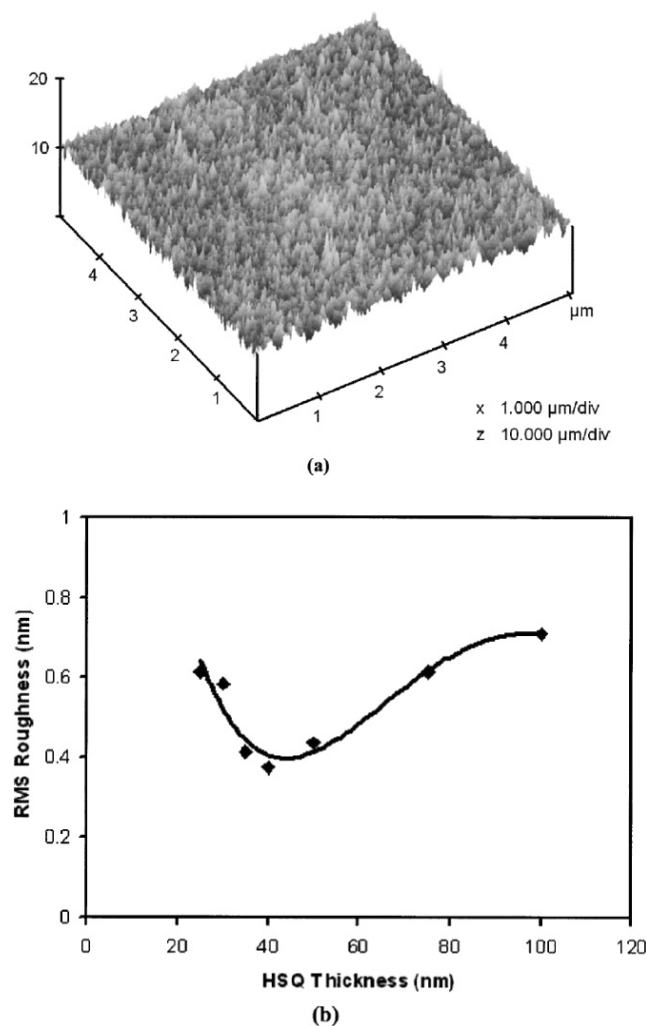 20
10
4
3
2
1
1
2
3
4
μm
x 1.000 μm/div
z 10.000 μm/div
(a)
1
0.8
0.6
0.4
0.2
0
RMS Roughness (nm)
0 20 40 60 80 100 120
HSQ Thickness (nm)
(b)